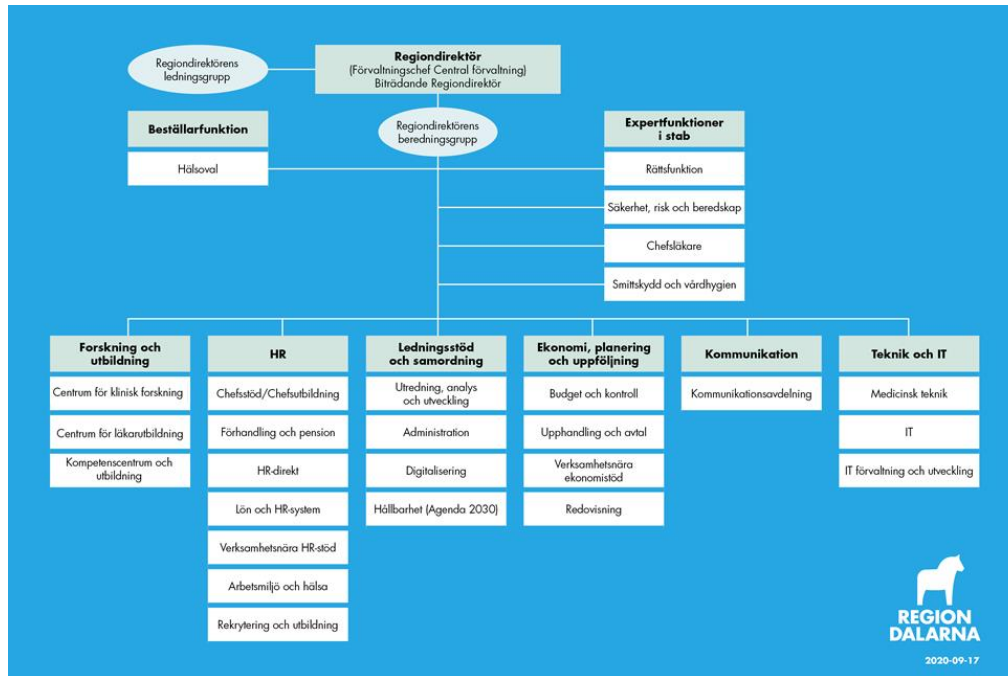 Regiondirektörens
ledningsgrupp
Regiondirektör
(Förvaltningschef Central förvaltning)
Biträdande Regiondirektör
Beställarfunktion
Hälsoval
Regiondirektörens
beredningsgrupp
Expertfunktioner
i stab
Rättsfunktion
Säkerhet, risk och beredskap
Chefsläkare
Smittskydd och vårdhygien
Forskning och
utbildning
Centrum för klinisk forskning
Centrum för läkarutbildning
Kompetenscentrum och
utbildning
HR
Chefsstöd/Chefsutbildning
Förhandling och pension
HR-direkt
Lön och HR-system
Verksamhetsnära HR-stöd
Arbetsmiljö och hälsa
Rekrytering och utbildning
Ledningsstöd
och samordning
Utredning, analys
och utveckling
Administration
Digitalisering
Hållbarhet (Agenda 2030)
Ekonomi, planering
och uppföljning
Budget och kontroll
Upphandling och avtal
Verksamhetsnära
ekonomistöd
Redovisning
Kommunikation
Kommunikationsavdelning
Teknik och IT
Medicinsk teknik
IT
IT förvaltning och utveckling
REGION
DALARNA
2020-09-17